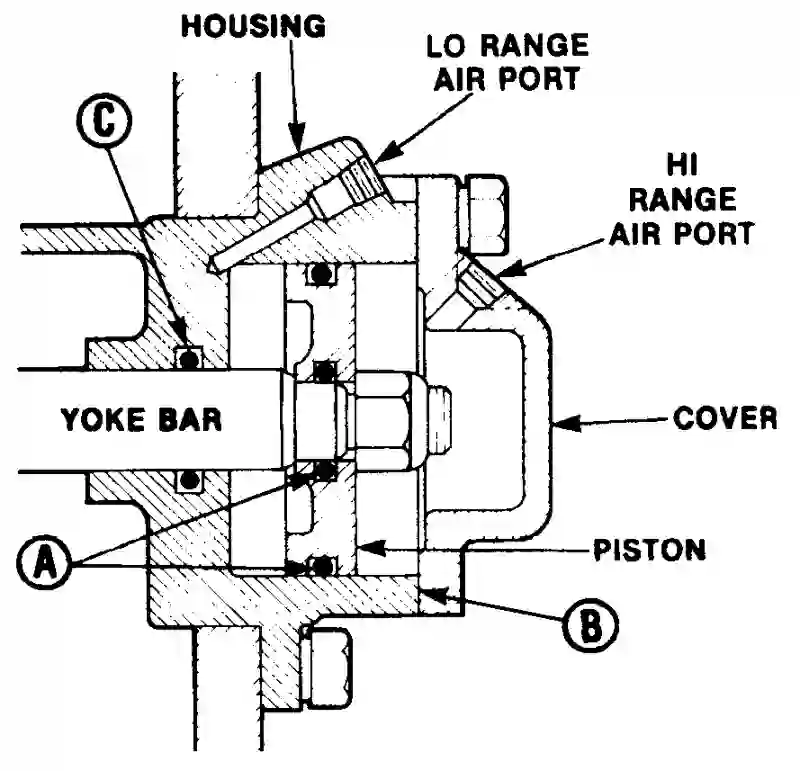 HOUSING
LO RANGE
AIR PORT
C
HI
RANGE
AIR PORT
YOKE BAR
COVER
A
PISTON
B